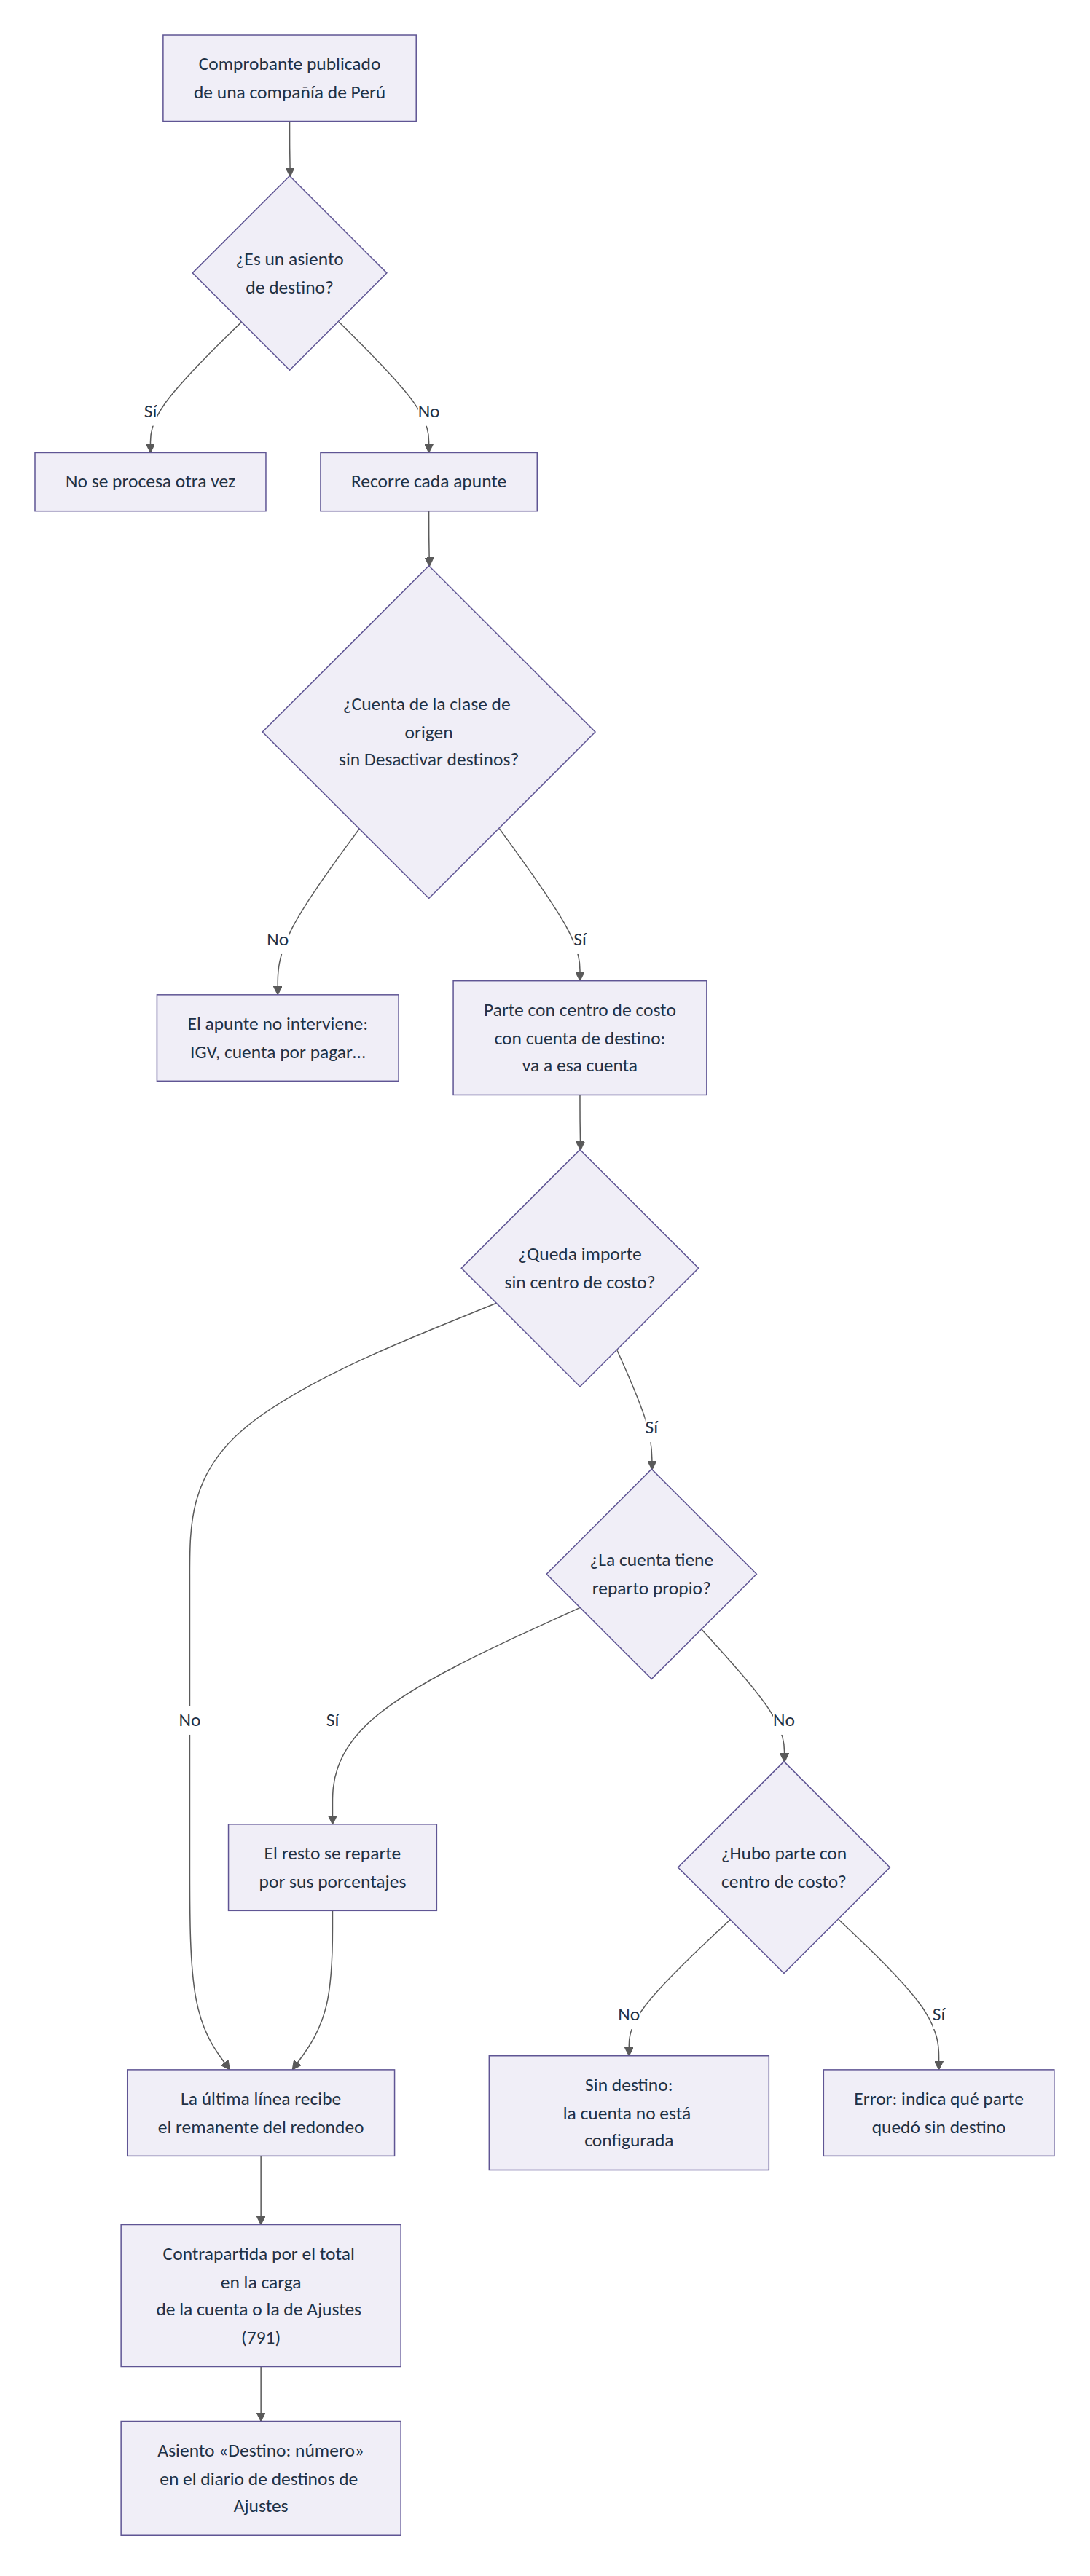 Comprobante publicado
de una compañía de Perú
¿Es un asiento
de destino?
Sí
No
No se procesa otra vez
Recorre cada apunte
¿Cuenta de la clase de
origen
sin Desactivar destinos?
No
Sí
El apunte no interviene:
IGV, cuenta por pagar...
Parte con centro de costo
con cuenta de destino:
va a esa cuenta
¿Queda importe
sin centro de costo?
Sí
¿La cuenta tiene
reparto propio?
No
Sí
No
El resto se reparte
por sus porcentajes
¿Hubo parte con
centro de costo?
No
Sí
La última línea recibe
el remanente del redondeo
Sin destino:
la cuenta no está
configurada
Error: indica qué parte
quedó sin destino
Contrapartida por el total
en la carga
de la cuenta o la de Ajustes
(791)
Asiento «Destino: número»
en el diario de destinos de
Ajustes